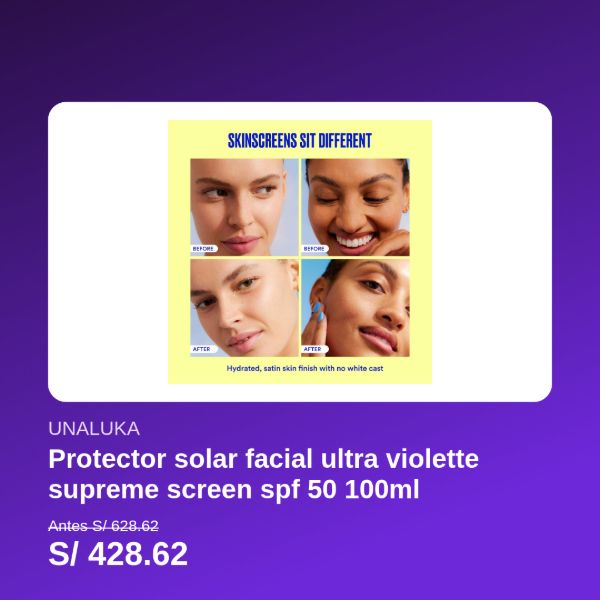 SKINSCREENS SIT DIFFERENT
BEFORE
BEFORE
AFTER
AFTER
Hydrated, satin skin finish with no white cast
UNALUKA
Protector solar facial ultra violette
supreme screen spf 50 100ml
Antes S/ 628.62
S/ 428.62